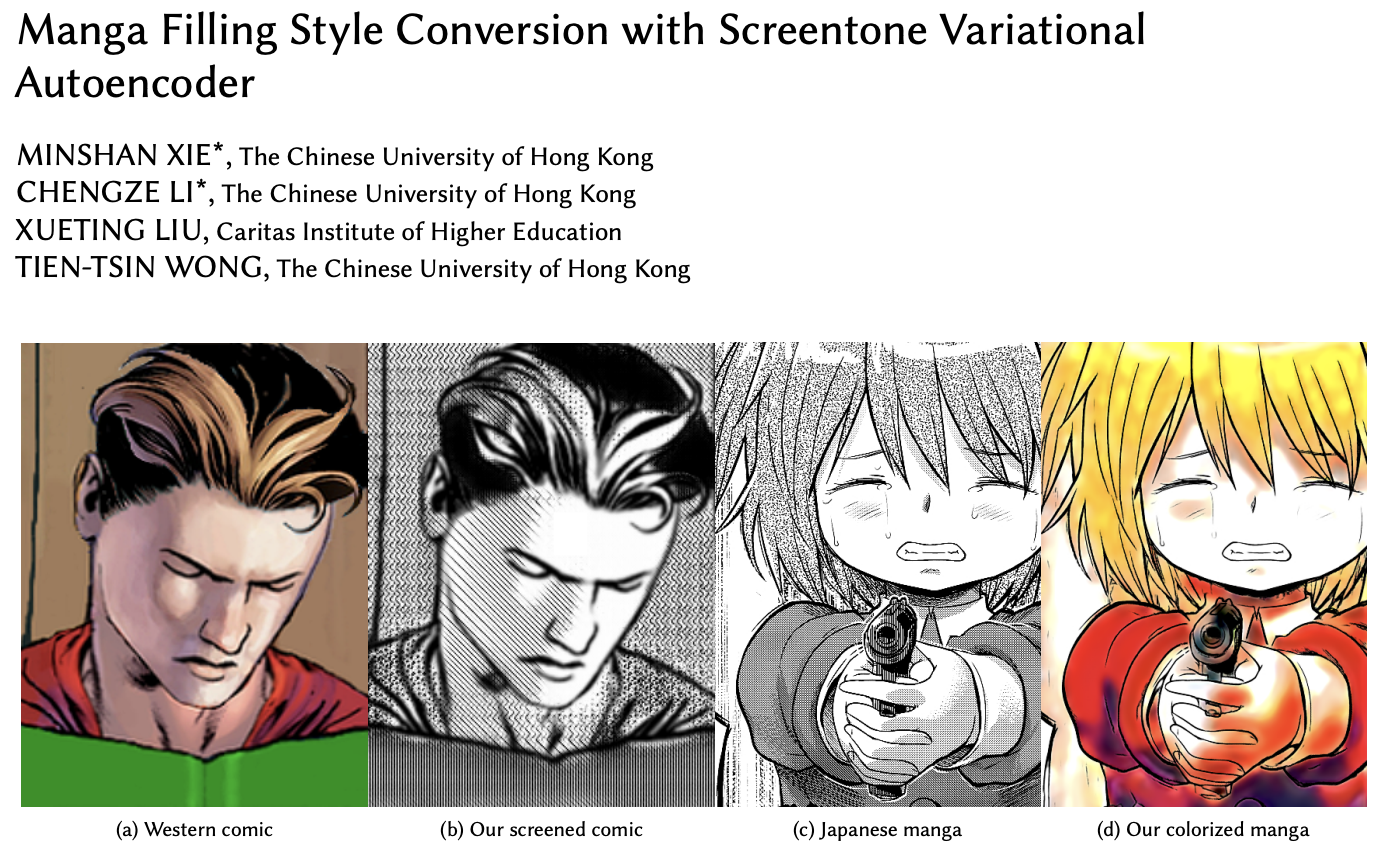 Manga Filling Style Conversion with Screentone Variational
Autoencoder
MINSHAN XIE*, The Chinese University of Hong Kong
CHENGZE LI*, The Chinese University of Hong Kong
XUETING LIU, Caritas Institute of Higher Education
TIEN-TSIN WONG, The Chinese University of Hong Kong
(a) Western comic
(b) Our screened comic
(c) Japanese manga
(d) Our colorized manga